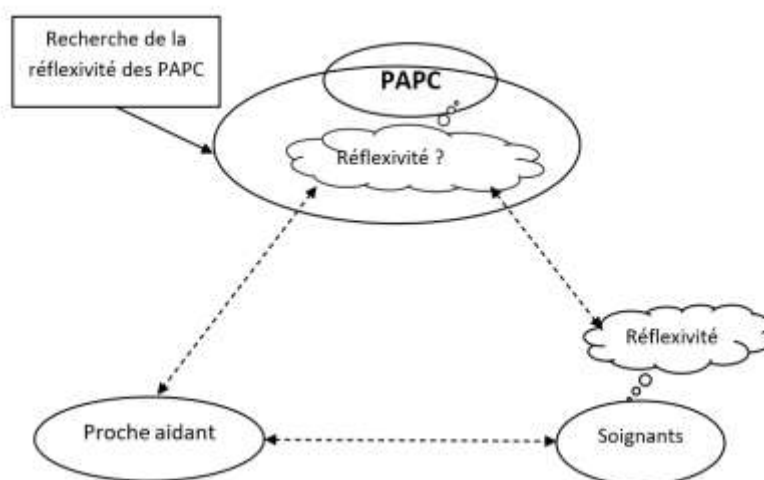 Recherche de la
réflexivité des PAPC
PAPC
Réflexivité ?
Réflexivité
Proche aidant
Soignants